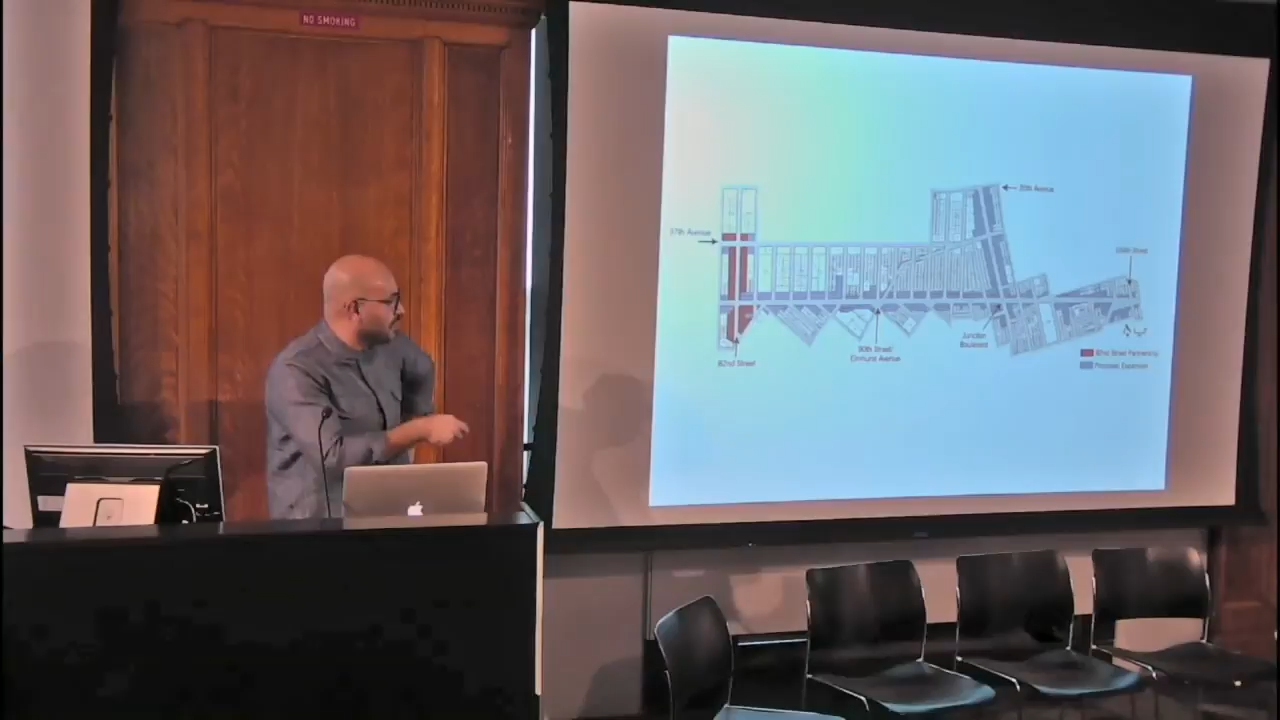 NO SMOKING
35th Avenue
37th Avenue
90th Street
Elmhurst Avenue
Junction
Boulevard
82nd Street
82nd Street Partnership
Proposed Expansion